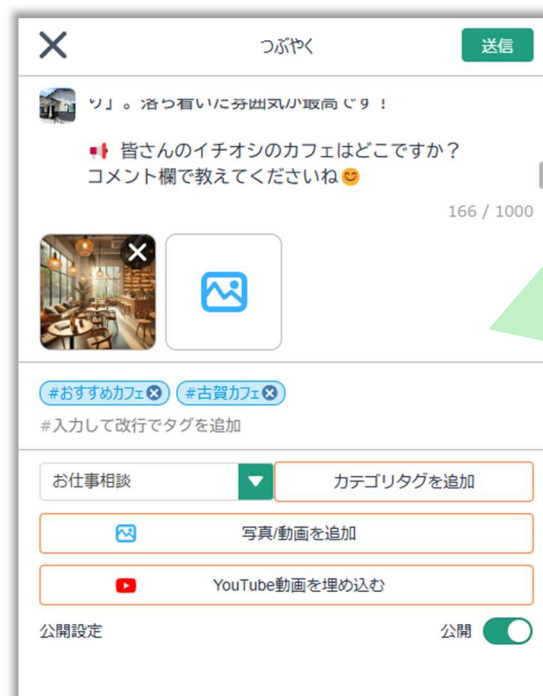 つぶやく
送信
り」。落ち着いた雰囲気が最高です！
皆さんのイチオシのカフェはどこですか？
コメント欄で教えてくださいね😊
166 / 1000
#おすすめカフェ
#古賀カフェ
#入力して改行でタグを追加
お仕事相談
カテゴリタグを追加
写真/動画を追加
YouTube動画を埋め込む
公開設定
公開